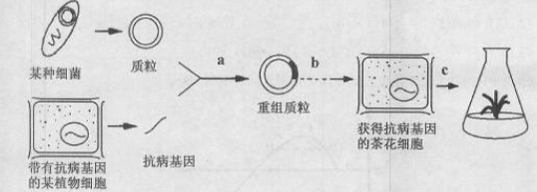 某种细菌
质粒
a
b
c
重组质粒
获得抗病基因
的茶花细胞
带有抗病基因
的某植物细胞
抗病基因